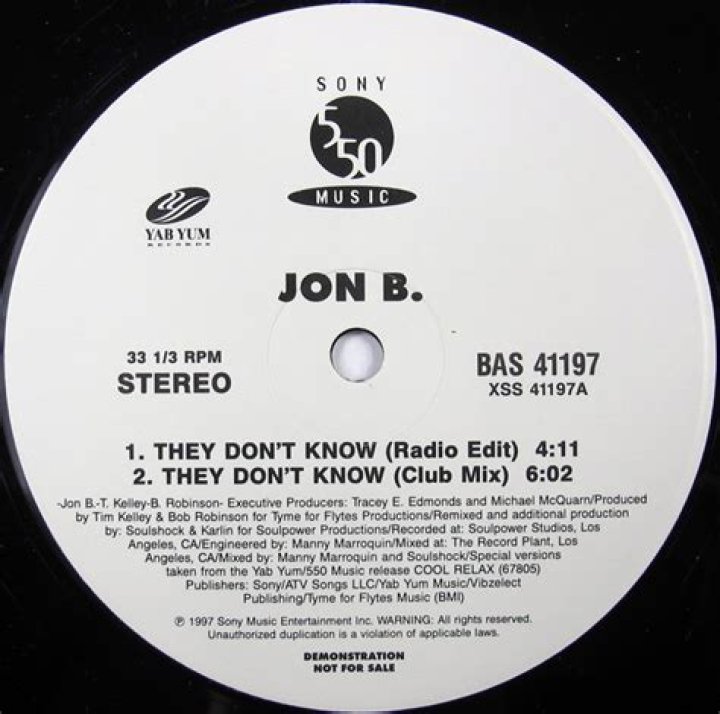 SONY
550
MUSIC
YAB YUM
RECORDS
JON B.
33 1/3 RPM
STEREO
BAS 41197
XSS 41197A
1. THEY DON'T KNOW (Radio Edit) 4:11
2. THEY DON'T KNOW (Club Mix) 6:02
-Jon B.-T. Kelley-B. Robinson- Executive Producers: Tracey E. Edmonds and Michael McQuarn/Produced
by Tim Kelley & Bob Robinson for Tyme for Flytes Productions/Remixed and additional production
by: Soulshock & Karlin for Soulpower Productions/Recorded at: Soulpower Studios, Los
Angeles, CA/Engineered by: Manny Marroquin/Mixed at: The Record Plant, Los
Angeles, CA/Mixed by: Manny Marroquin and Soulshock/Special versions
taken from the Yab Yum/550 Music release COOL RELAX (67805)
Publishers: Sony/ATV Songs LLC/Yab Yum Music/Vibzelect
Publishing/Tyme for Flytes Music (BMI)
℗ 1997 Sony Music Entertainment Inc. WARNING: All rights reserved.
Unauthorized duplication is a violation of applicable laws.
DEMONSTRATION
NOT FOR SALE